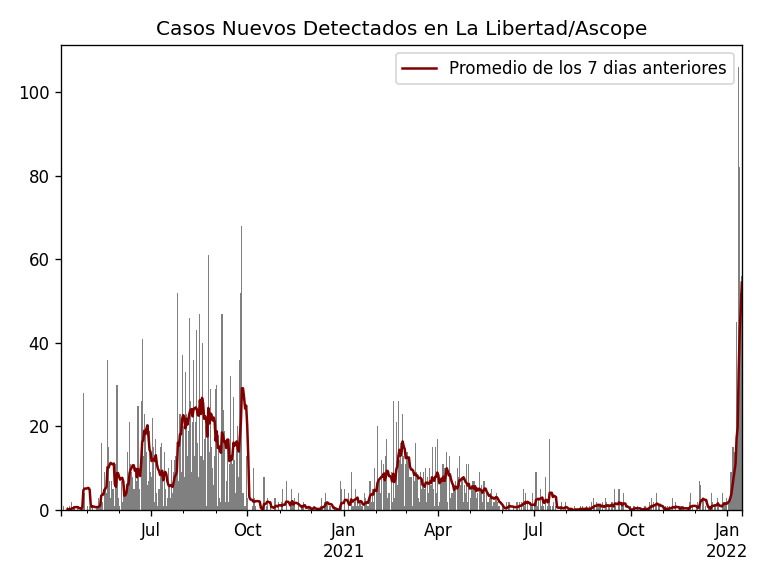 Casos Nuevos Detectados en La Libertad/Ascope
Promedio de los 7 dias anteriores
100
80
60
40
20
0
Jul Oct Jan Apr Jul Oct Jan
2021 2022